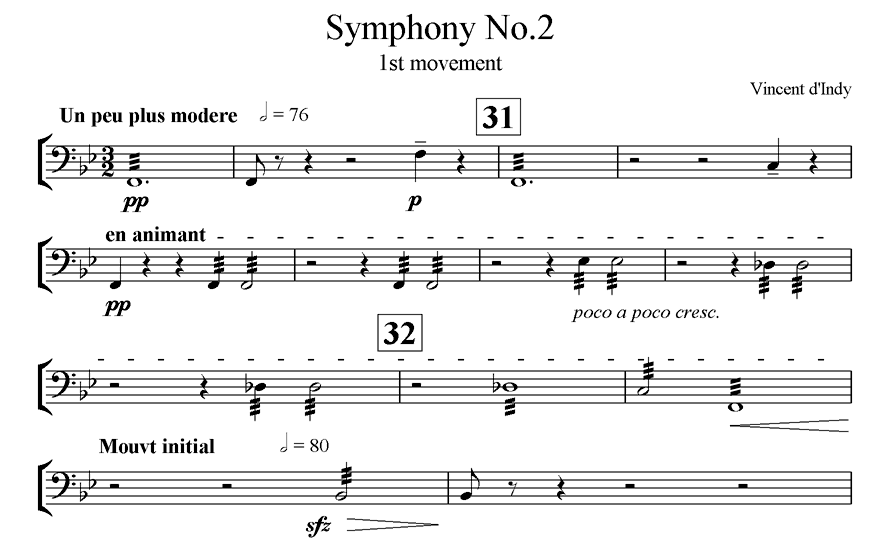 Symphony No.2
1st movement
Vincent d'Indy
Un peu plus modere = 76
31
3
2
pp
p
en animant
pp
poco a poco cresc.
32
Mouvt initial = 80
sfz